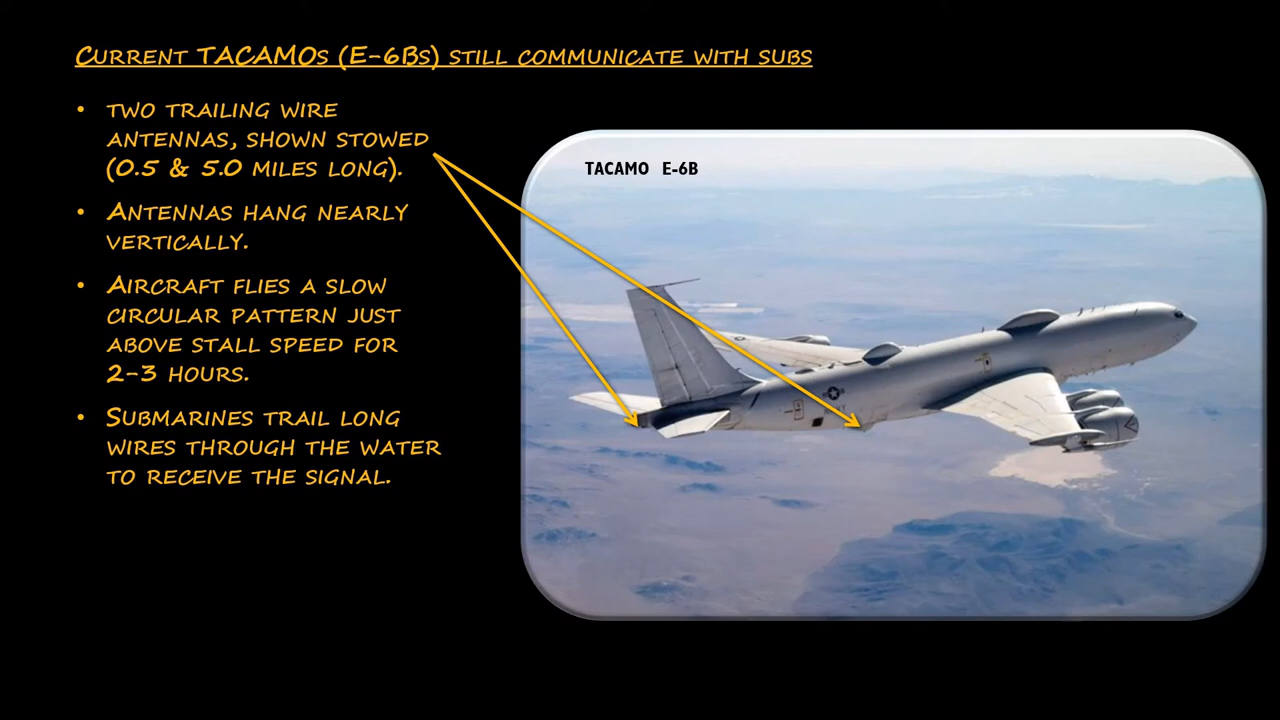 Current TACAMOs (E-6Bs) still communicate with subs
• two trailing wire
antennas, shown stowed
(0.5 & 5.0 miles long).
• Antennas hang nearly
vertically.
• Aircraft flies a slow
circular pattern just
above stall speed for
2-3 hours.
• Submarines trail long
wires through the water
to receive the signal.
TACAMO E-6B